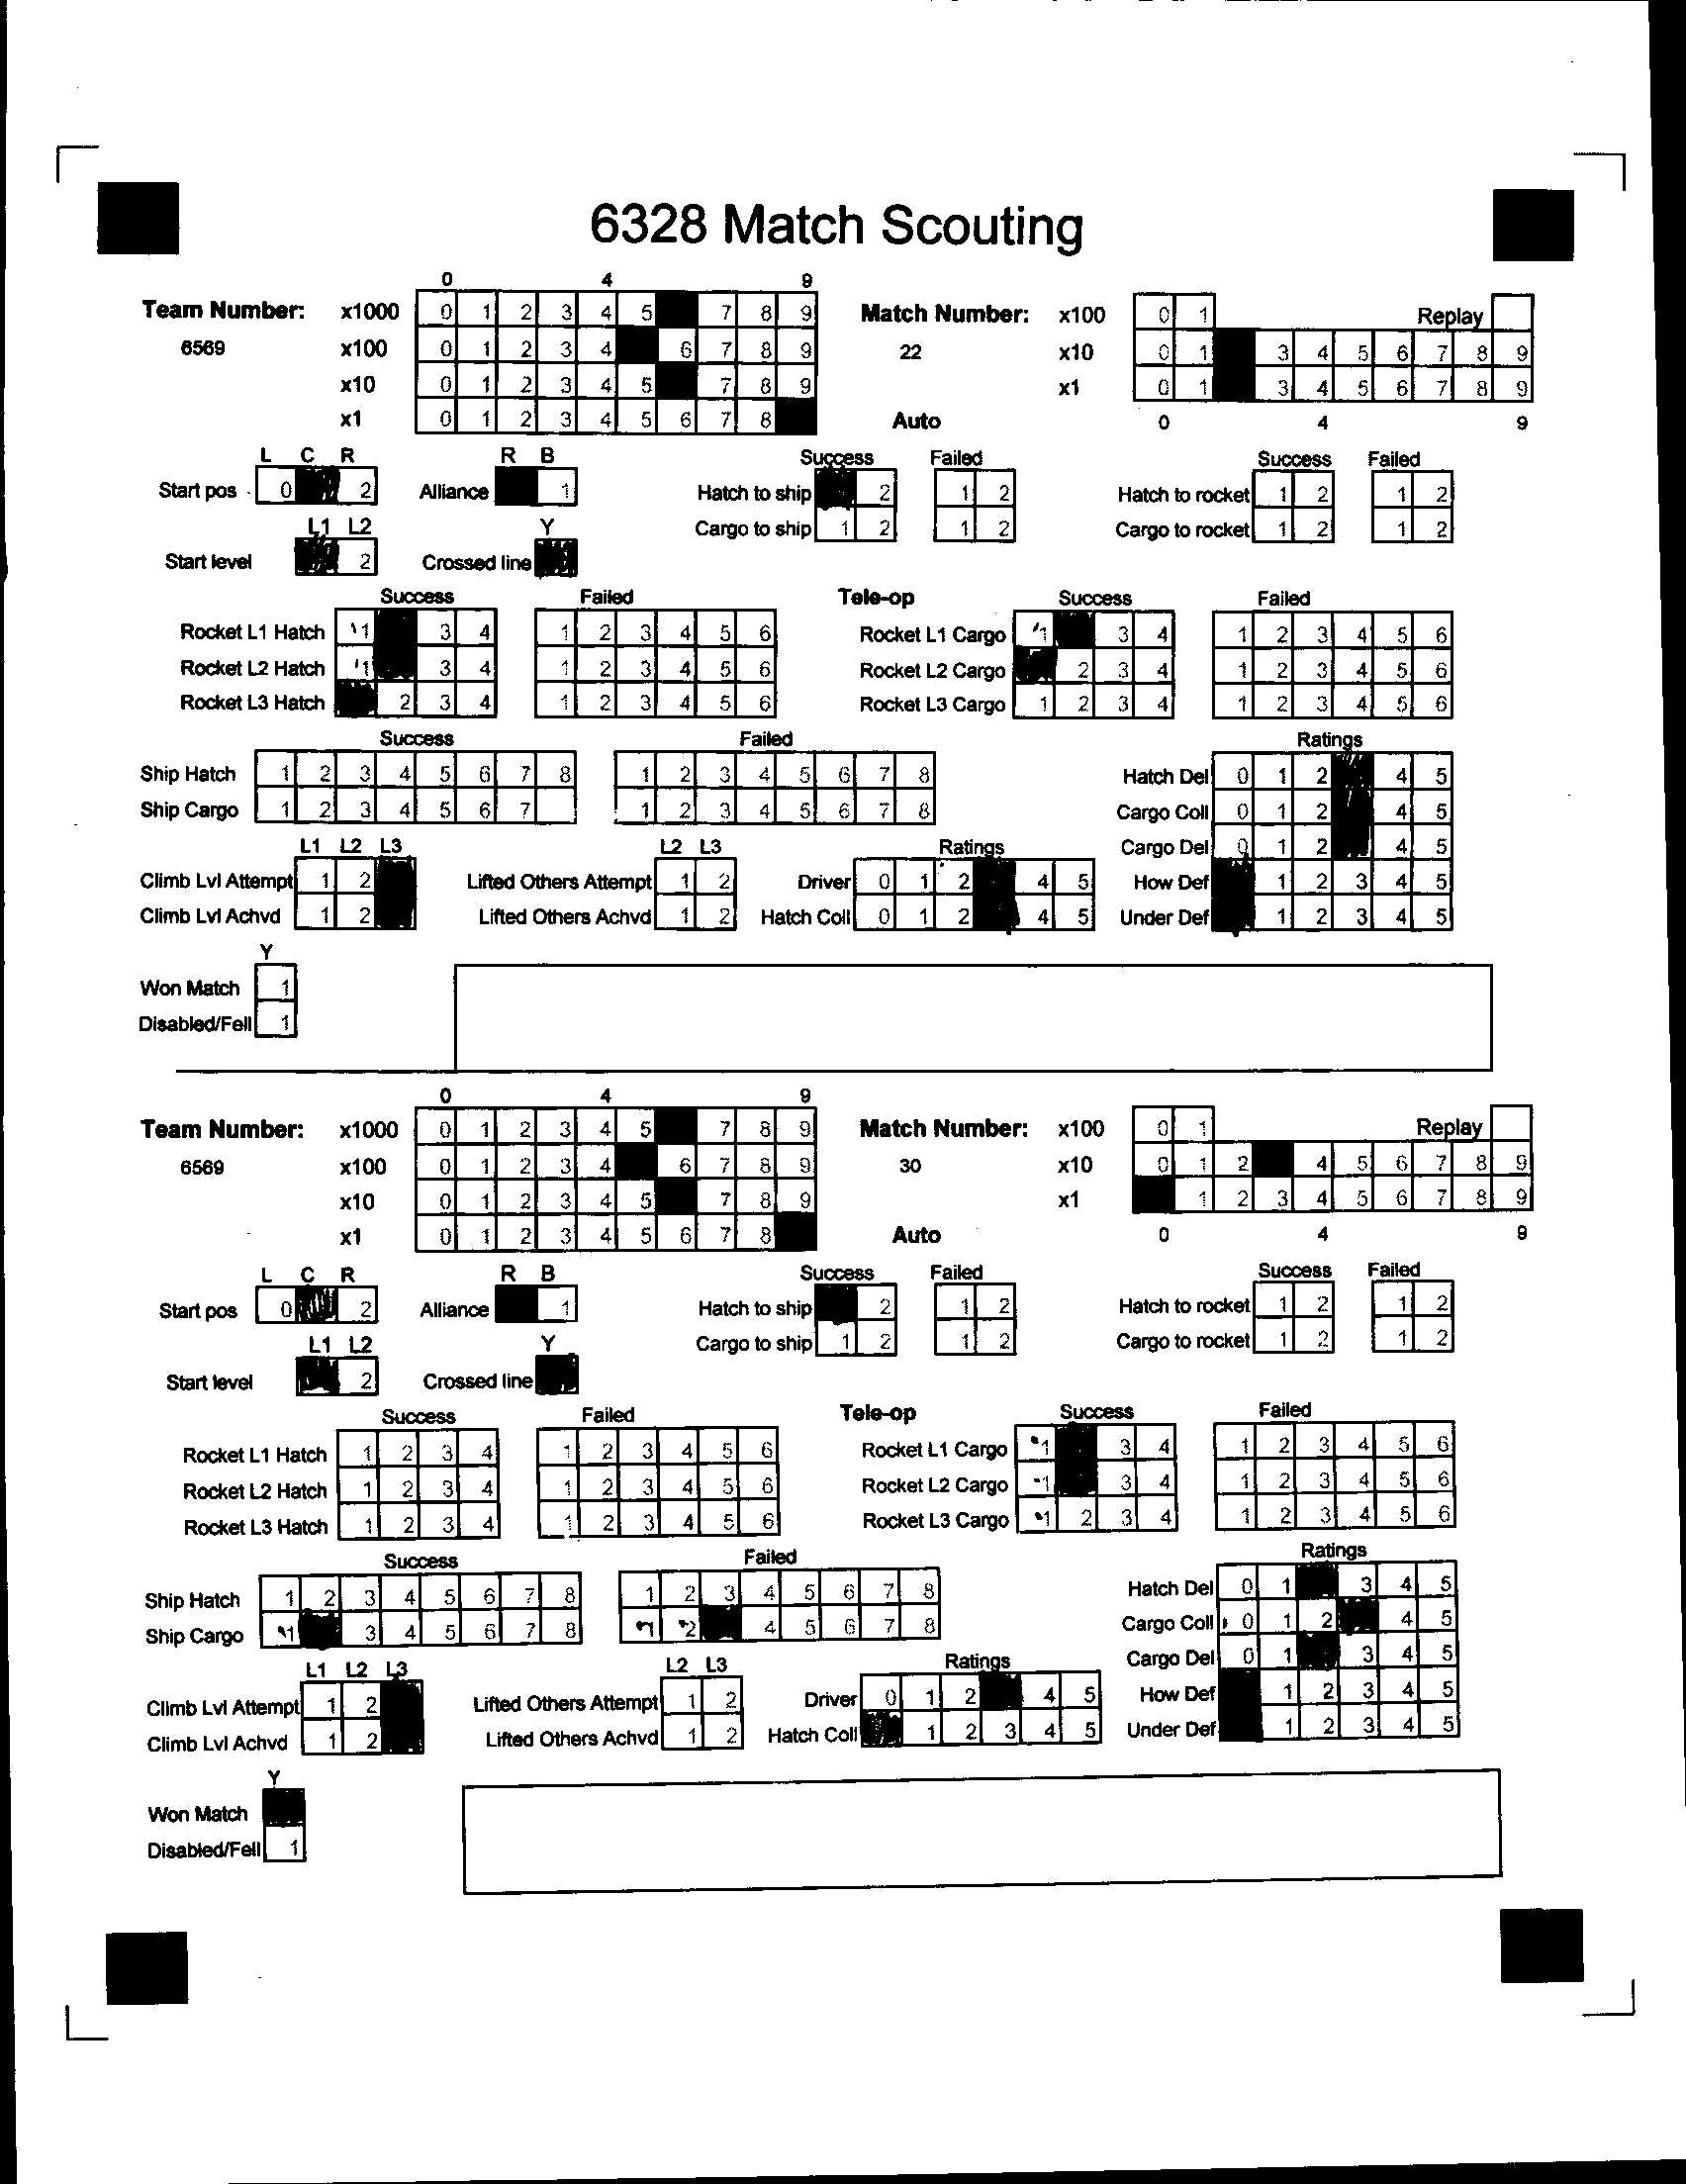 6328 Match Scouting
0 4 9
Team Number: x1000 0 1 2 3 4 5 7 8 9 Match Number: x100 0 1 Replay
6569 x100 0 1 2 3 4 6 7 8 9 22 x10 0 1 3 4 5 6 7 8 9
x10 0 1 2 3 4 5 7 8 9 x1 0 1 3 4 5 6 7 8 9
x1 0 1 2 3 4 5 6 7 8 Auto 0 4 9
L C R R B Success Failed Success Failed
Start pos 0 2 Alliance 1 Hatch to ship 2 1 2 Hatch to rocket 1 2 1 2
L1 L2 Y Cargo to ship 1 2 1 2 Cargo to rocket 1 2 1 2
Start level 2 Crossed line
Success Failed Tele-op Success Failed
Rocket L1 Hatch 1 3 4 1 2 3 4 5 6 Rocket L1 Cargo 1 3 4 1 2 3 4 5 6
Rocket L2 Hatch 1 3 4 1 2 3 4 5 6 Rocket L2 Cargo 2 3 4 1 2 3 4 5 6
Rocket L3 Hatch 2 3 4 1 2 3 4 5 6 Rocket L3 Cargo 1 2 3 4 1 2 3 4 5 6
Success Failed Ratings
Ship Hatch 1 2 3 4 5 6 7 8 1 2 3 4 5 6 7 8 Hatch Del 0 1 2 4 5
Ship Cargo 1 2 3 4 5 6 7 1 2 3 4 5 6 7 8 Cargo Coll 0 1 2 4 5
L1 L2 L3 L2 L3 Ratings Cargo Del 0 1 2 4 5
Climb Lvl Attempt 1 2 Lifted Others Attempt 1 2 Driver 0 1 2 4 5 How Def 1 2 3 4 5
Climb Lvl Achvd 1 2 Lifted Others Achvd 1 2 Hatch Coll 0 1 2 4 5 Under Def 1 2 3 4 5
Y
Won Match 1
Disabled/Fell 1
0 4 9
Team Number: x1000 0 1 2 3 4 5 7 8 9 Match Number: x100 0 1 Replay
6569 x100 0 1 2 3 4 6 7 8 9 30 x10 0 1 2 4 5 6 7 8 9
x10 0 1 2 3 4 5 7 8 9 x1 1 2 3 4 5 6 7 8 9
x1 0 1 2 3 4 5 6 7 8 Auto 0 4 9
L C R R B Success Failed Success Failed
Start pos 0 2 Alliance 1 Hatch to ship 2 1 2 Hatch to rocket 1 2 1 2
L1 L2 Y Cargo to ship 1 2 1 2 Cargo to rocket 1 2 1 2
Start level 2 Crossed line
Success Failed Tele-op Success Failed
Rocket L1 Hatch 1 2 3 4 1 2 3 4 5 6 Rocket L1 Cargo 1 3 4 1 2 3 4 5 6
Rocket L2 Hatch 1 2 3 4 1 2 3 4 5 6 Rocket L2 Cargo 1 3 4 1 2 3 4 5 6
Rocket L3 Hatch 1 2 3 4 1 2 3 4 5 6 Rocket L3 Cargo 1 2 3 4 1 2 3 4 5 6
Success Failed Ratings
Ship Hatch 1 2 3 4 5 6 7 8 1 2 3 4 5 6 7 8 Hatch Del 0 1 3 4 5
Ship Cargo 1 3 4 5 6 7 8 1 2 4 5 6 7 8 Cargo Coll 0 1 2 4 5
L1 L2 L3 L2 L3 Ratings Cargo Del 0 1 3 4 5
Climb Lvl Attempt 1 2 Lifted Others Attempt 1 2 Driver 0 1 2 4 5 How Def 1 2 3 4 5
Climb Lvl Achvd 1 2 Lifted Others Achvd 1 2 Hatch Coll 1 2 3 4 5 Under Def 1 2 3 4 5
Y
Won Match
Disabled/Fell 1